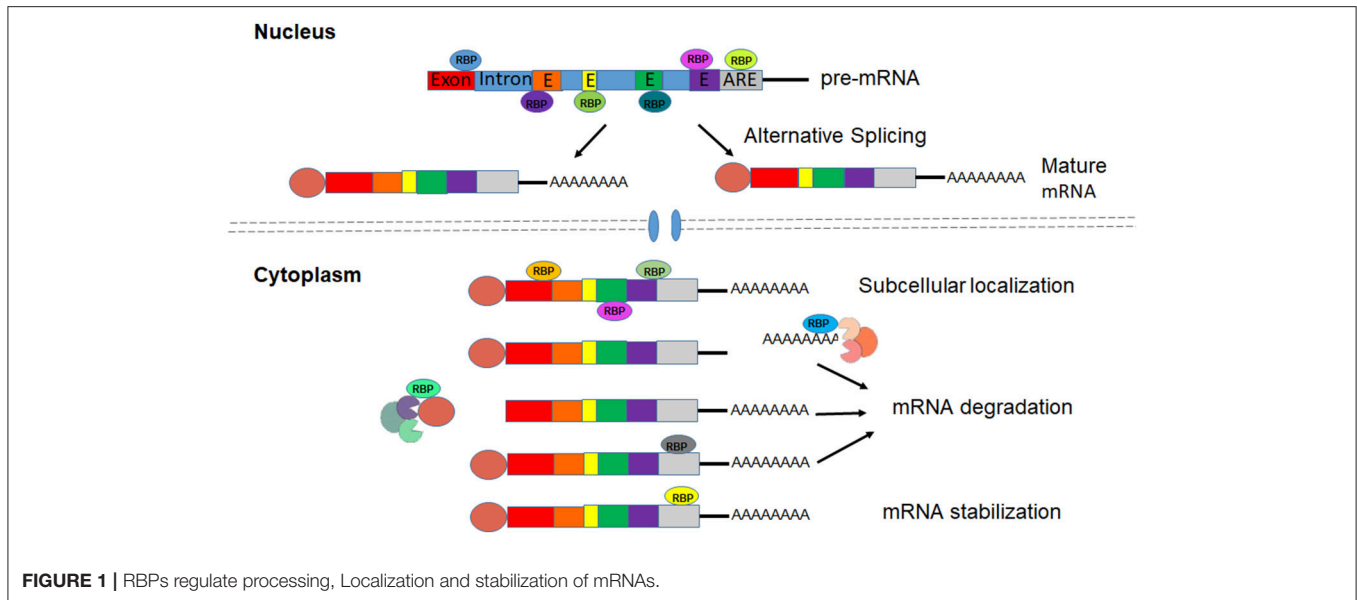 Nucleus
RBP RBP RBP
Exon Intron E E E E ARE pre-mRNA
RBP RBP RBP
Alternative Splicing
AAAAAAAA AAAAAAAA Mature
mRNA
Cytoplasm
RBP RBP
AAAAAAAA Subcellular localization
RBP
RBP
AAAAAAAA
RBP
AAAAAAAA mRNA degradation
RBP
AAAAAAAA
RBP
AAAAAAAA mRNA stabilization
FIGURE 1 | RBPs regulate processing, Localization and stabilization of mRNAs.